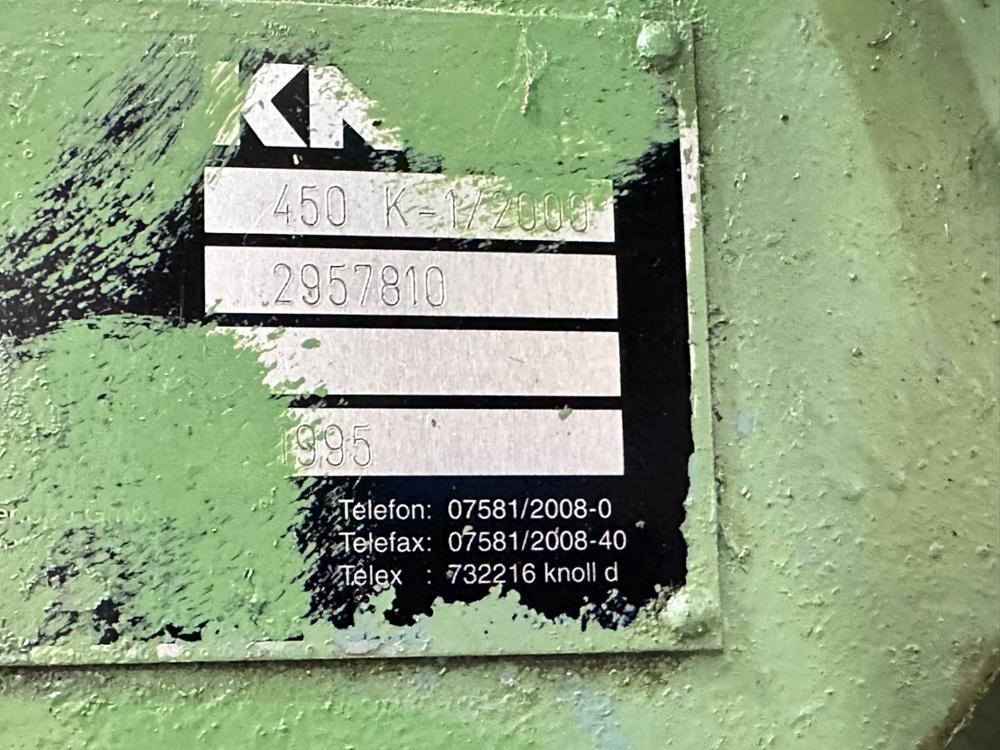 450 K-1/2000
2957810
1995
Telefon: 07581/2008-0
Telefax: 07581/2008-40
Telex : 732216 knoll d